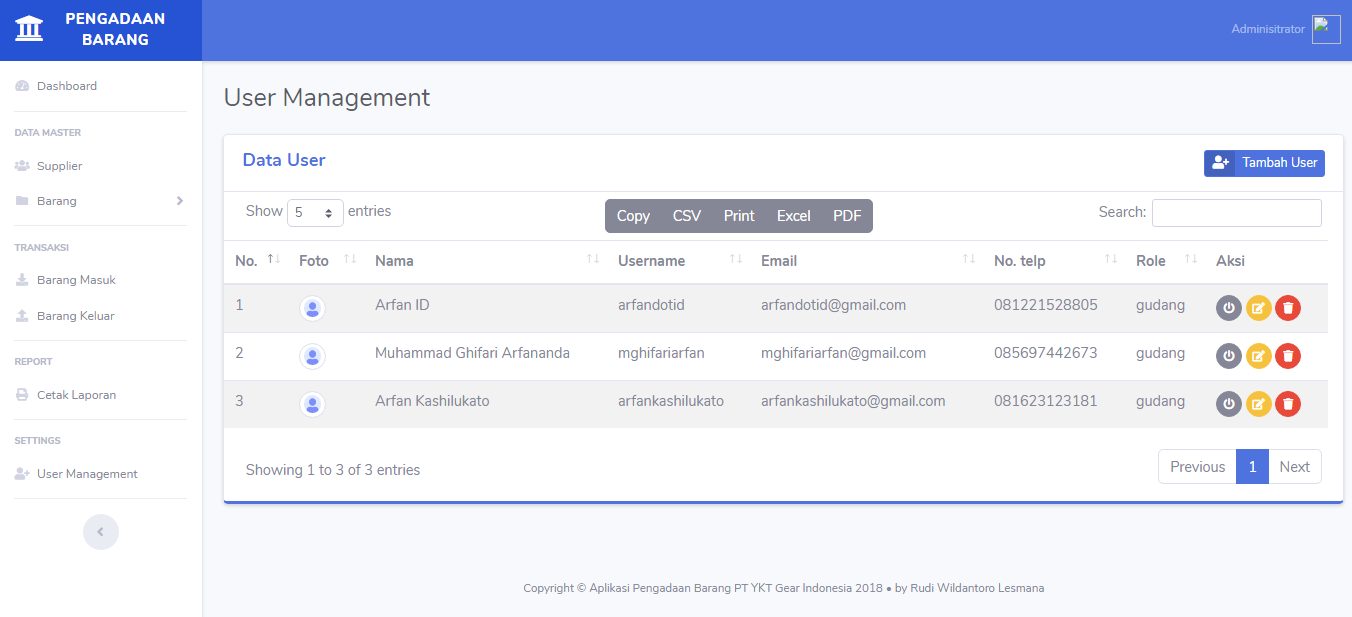 PENGADAAN
BARANG
Adminisitrator
Dashboard
DATA MASTER
Supplier
Barang
TRANSAKSI
Barang Masuk
Barang Keluar
REPORT
Cetak Laporan
SETTINGS
User Management
User Management
Data User
Tambah User
Show 5 entries
Copy CSV Print Excel PDF
Search:
No. Foto Nama Username Email No. telp Role Aksi
1 Arfan ID arfandotid arfandotid@gmail.com 081221528805 gudang
2 Muhammad Ghifari Arfananda mghifariarfan mghifariarfan@gmail.com 085697442673 gudang
3 Arfan Kashilukato arfankashilukato arfankashilukato@gmail.com 081623123181 gudang
Showing 1 to 3 of 3 entries
Previous 1 Next
Copyright © Aplikasi Pengadaan Barang PT YKT Gear Indonesia 2018 • by Rudi Wildantoro Lesmana